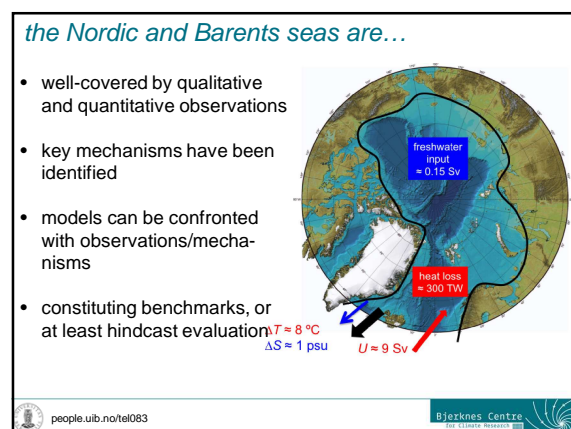 the Nordic and Barents seas are…
• well-covered by qualitative
and quantitative observations
• key mechanisms have been
identified
• models can be confronted
with observations/mecha-
nisms
• constituting benchmarks, or
at least hindcast evaluation
freshwater
input
≈ 0.15 Sv
heat loss
≈ 300 TW
ΔT ≈ 8 ºC
ΔS ≈ 1 psu
U ≈ 9 Sv
people.uib.no/tel083
Bjerknes Centre
for Climate Research